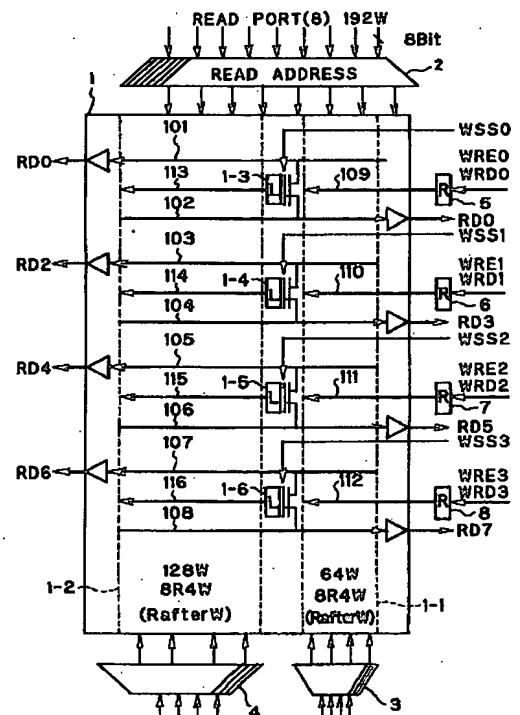 READ PORT(8) 192W
8Bit
2
READ ADDRESS
1
101
WSS0
RD0
WRE0
WRD0
113
1-3
109
R
5
102
RD0
103
WSS1
RD2
WRE1
WRD1
114
1-4
110
R
6
104
RD3
105
WSS2
RD4
WRE2
WRD2
115
1-5
111
R
7
106
RD5
107
WSS3
RD6
WRE3
WRD3
116
1-6
112
R
8
108
RD7
1-2
128W
8R4W
(RafterW)
64W
8R4W
(RafterW)
1-1
4
3